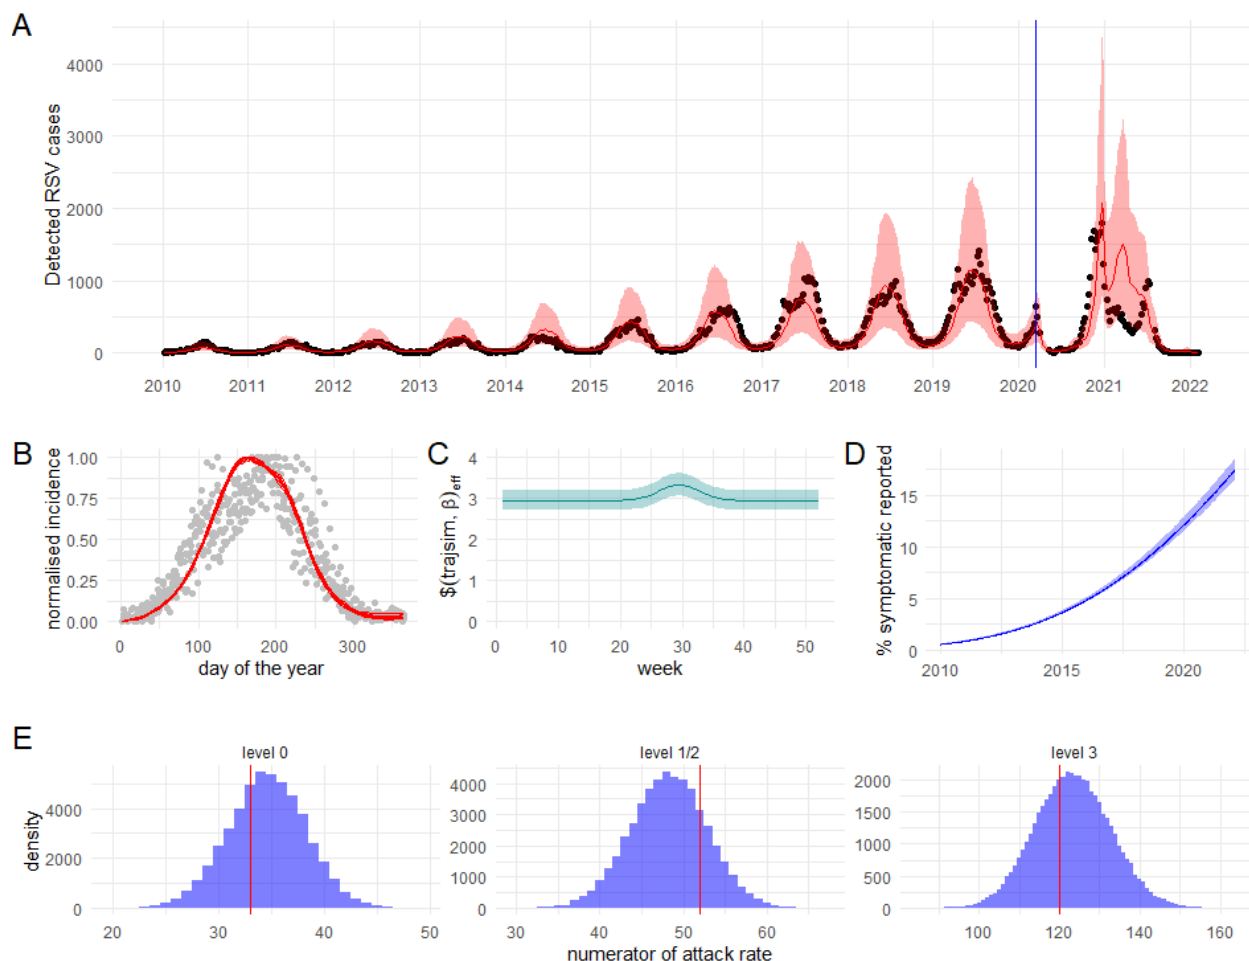 A
Detected RSV cases
4000
3000
2000
1000
0
2010 2011 2012 2013 2014 2015 2016 2017 2018 2019 2020 2021 2022
B
normalised incidence
1.00
0.75
0.50
0.25
0.00
0 100 200 300
day of the year
C
$(trajsim, β)eff
4
3
2
1
0
0 10 20 30 40 50
week
D
% symptomatic reported
15
10
5
0
2010 2015 2020
E
density
level 0
4000
2000
0
20 30 40 50
level 1/2
4000
3000
2000
1000
0
30 40 50 60
level 3
2000
1500
1000
500
0
100 120 140 160
numerator of attack rate